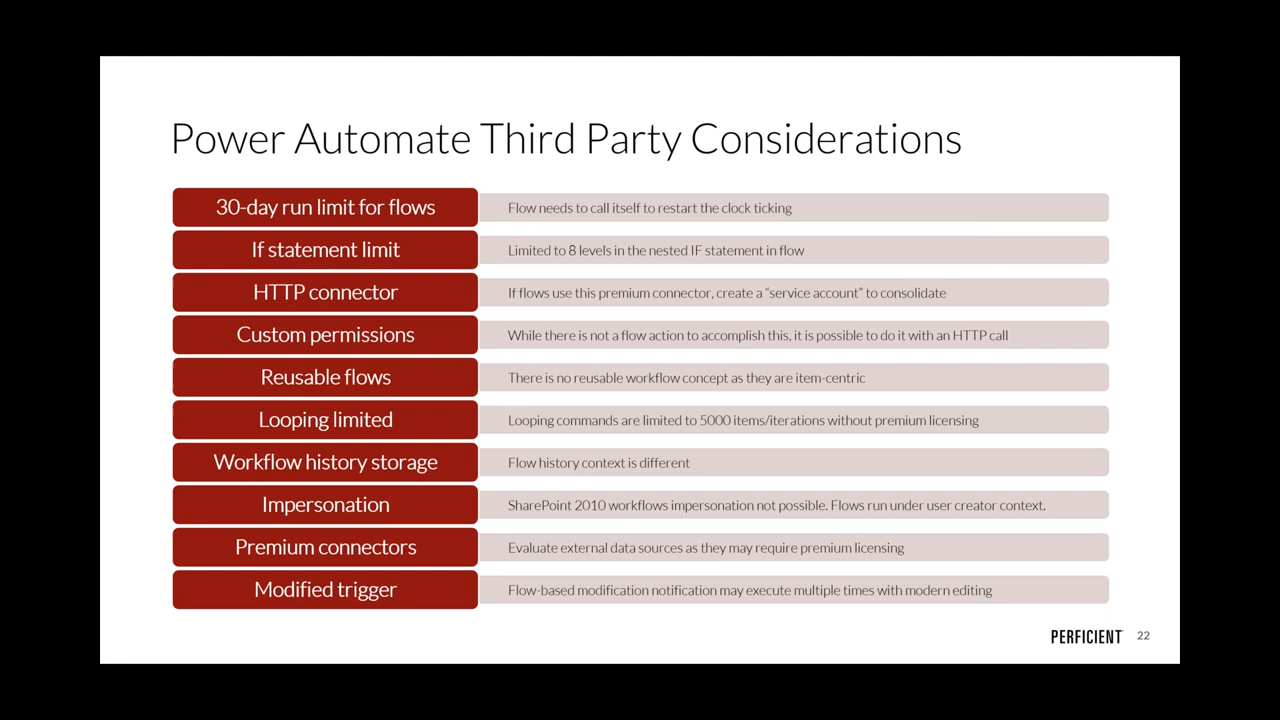 Power Automate Third Party Considerations
30-day run limit for flows
Flow needs to call itself to restart the clock ticking
If statement limit
Limited to 8 levels in the nested IF statement in flow
HTTP connector
If flows use this premium connector, create a “service account” to consolidate
Custom permissions
While there is not a flow action to accomplish this, it is possible to do it with an HTTP call
Reusable flows
There is no reusable workflow concept as they are item-centric
Looping limited
Looping commands are limited to 5000 items/iterations without premium licensing
Workflow history storage
Flow history context is different
Impersonation
SharePoint 2010 workflows impersonation not possible. Flows run under user creator context.
Premium connectors
Evaluate external data sources as they may require premium licensing
Modified trigger
Flow-based modification notification may execute multiple times with modern editing
PERFICIENT 22